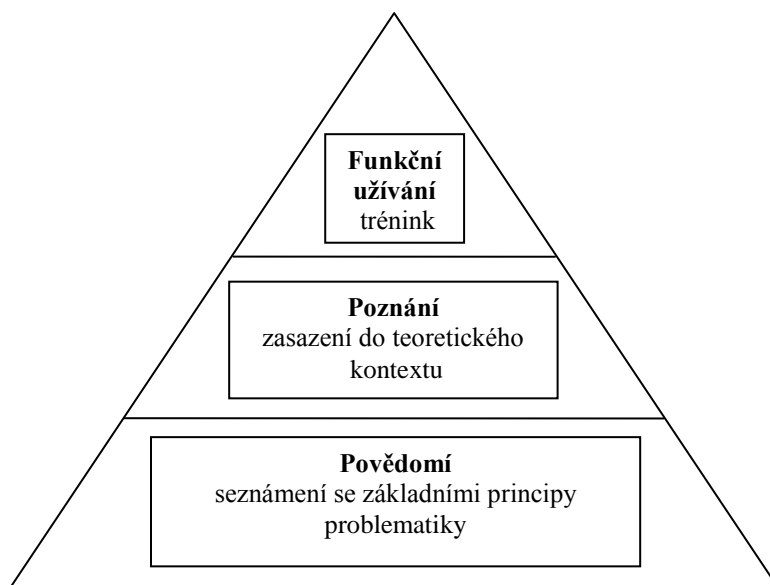 Funkční
užívání
trénink
Poznání
zasazení do teoretického
kontextu
Povědomí
seznámení se základními principy
problematiky